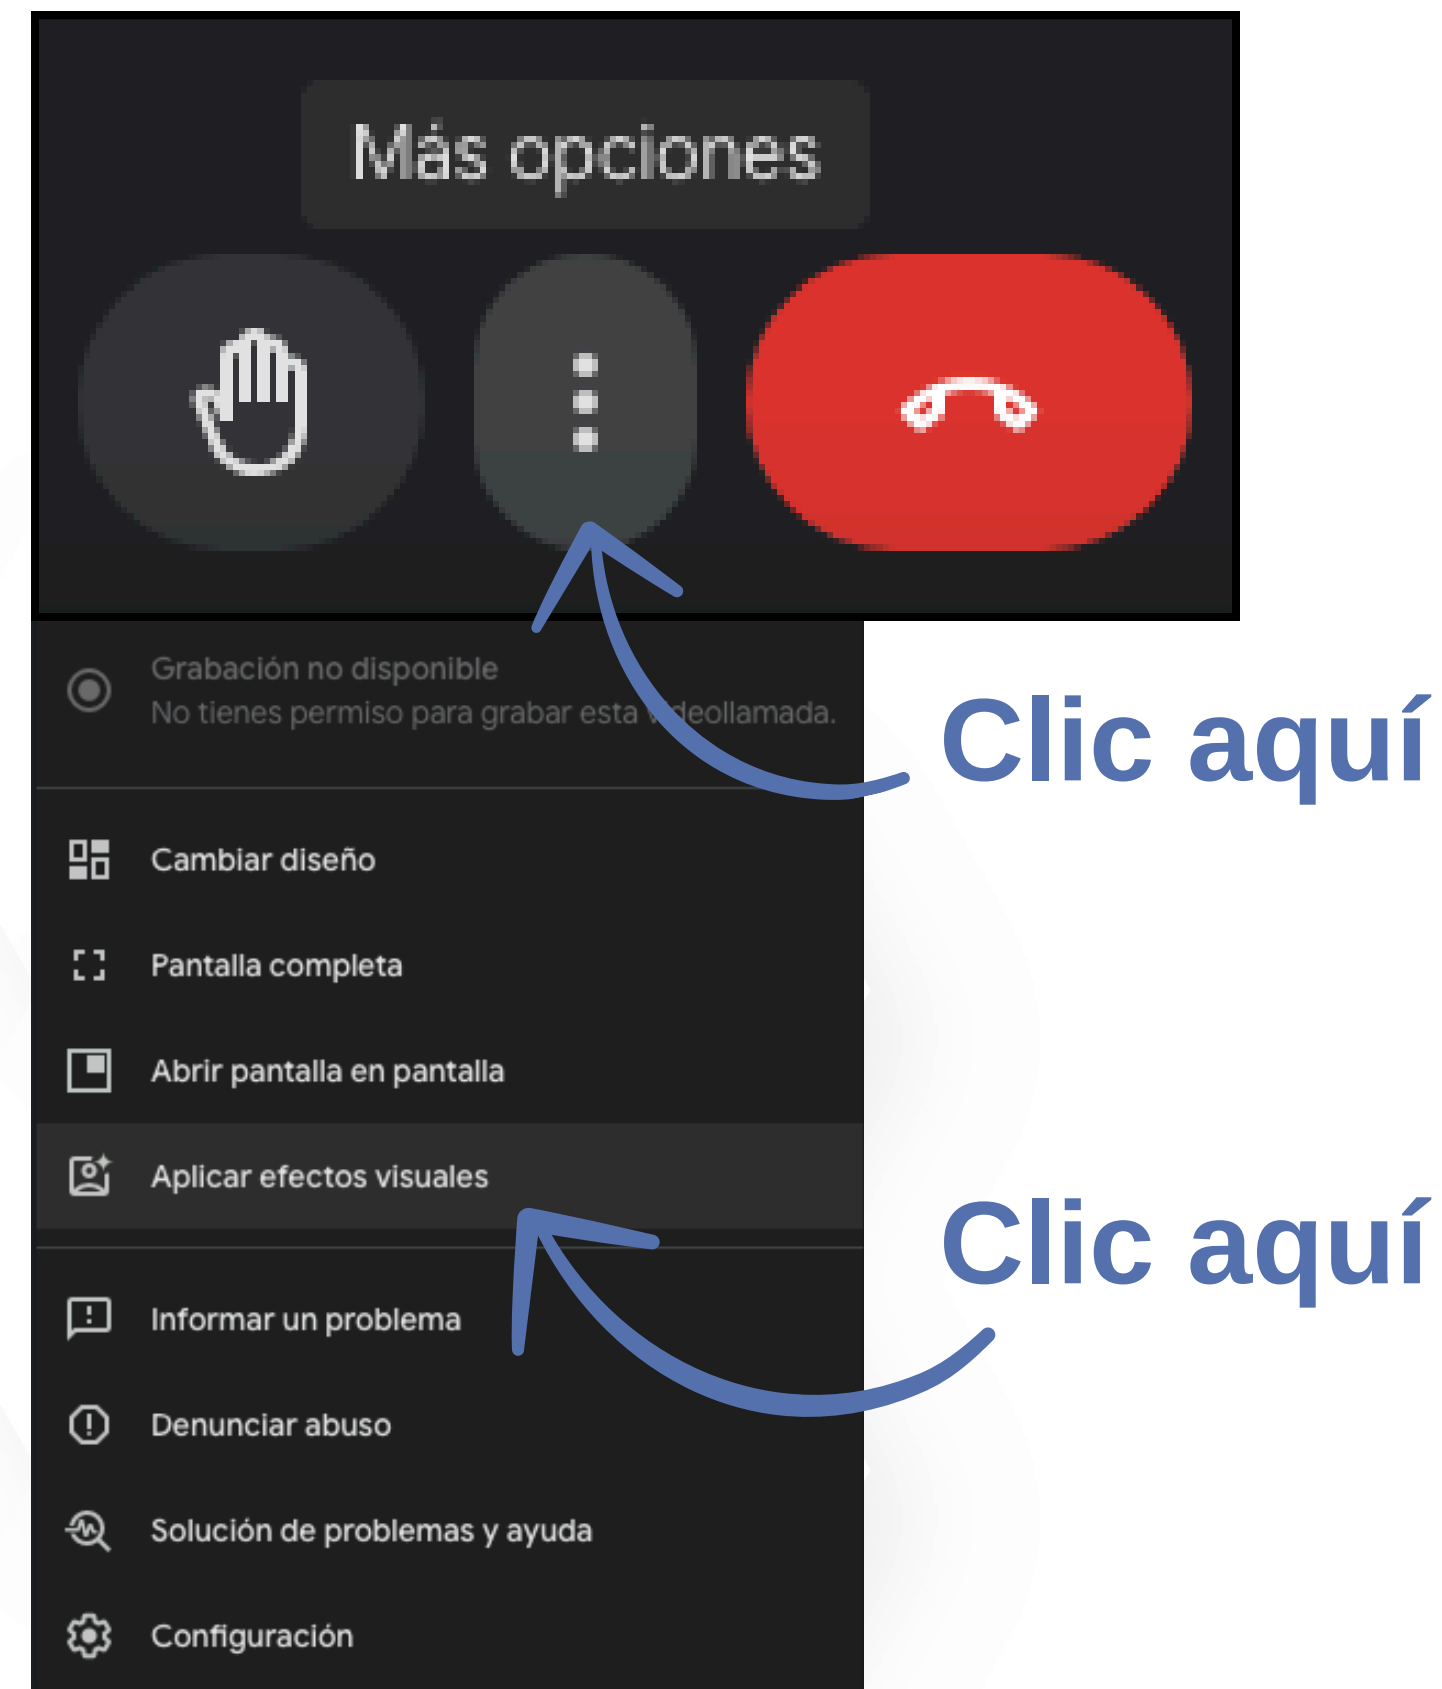 Más opciones
Grabación no disponible
No tienes permiso para grabar esta videollamada.
Clic aquí
Cambiar diseño
Pantalla completa
Abrir pantalla en pantalla
Aplicar efectos visuales
Clic aquí
Informar un problema
Denunciar abuso
Solución de problemas y ayuda
Configuración